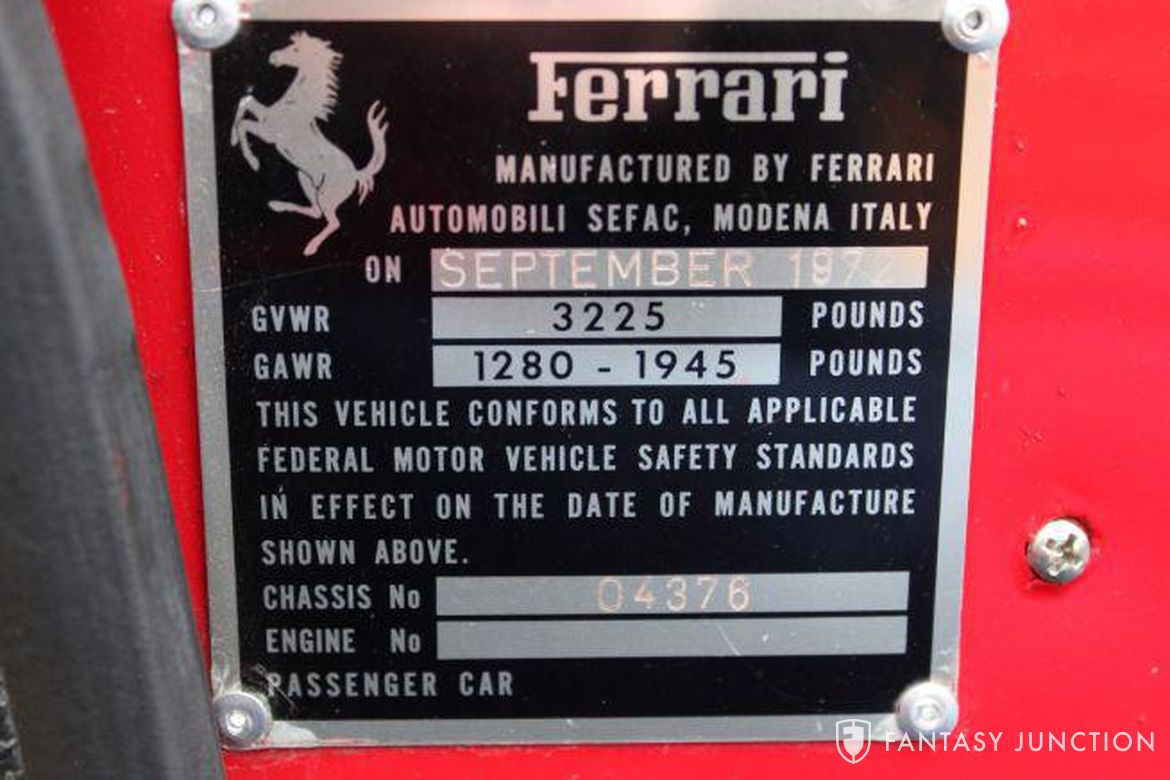 Ferrari
MANUFACTURED BY FERRARI
AUTOMOBILI SEFAC, MODENA ITALY
ON SEPTEMBER 1972
GVWR 3225 POUNDS
GAWR 1280 - 1945 POUNDS
THIS VEHICLE CONFORMS TO ALL APPLICABLE
FEDERAL MOTOR VEHICLE SAFETY STANDARDS
IN EFFECT ON THE DATE OF MANUFACTURE
SHOWN ABOVE.
CHASSIS No 04376
ENGINE No
PASSENGER CAR
FANTASY JUNCTION